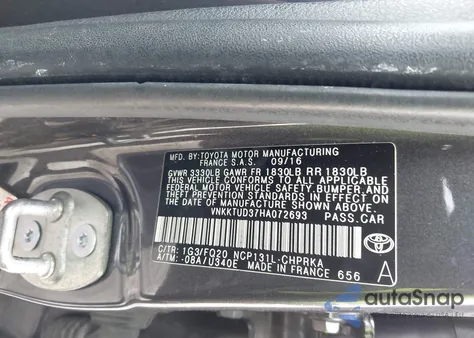 MFD. BY:TOYOTA MOTOR MANUFACTURING
FRANCE S.A.S. 09/16
GVWR 3330LB GAWR FR 1830LB RR 1830LB
THIS VEHICLE CONFORMS TO ALL APPLICABLE
FEDERAL MOTOR VEHICLE SAFETY,BUMPER,AND
THEFT PREVENTION STANDARDS IN EFFECT ON
THE DATE OF MANUFACTURE SHOWN ABOVE.
VNKKTUD37HA072693 PASS.CAR
C/TR: 1G3/FQ20 NCP131L-CHPRKA
A/TM: -08A/U340E MADE IN FRANCE 656
A
TOYOTA
autoSnap